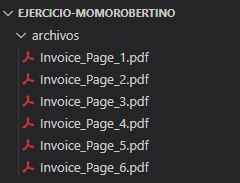 EJERCICIO-MOMOROBERTINO
archivos
Invoice_Page_1.pdf
Invoice_Page_2.pdf
Invoice_Page_3.pdf
Invoice_Page_4.pdf
Invoice_Page_5.pdf
Invoice_Page_6.pdf